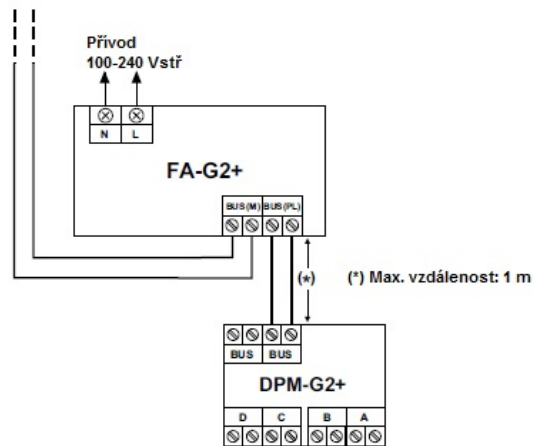 Přívod
100-240 Vstř
N L
FA-G2+
BUS(M) BUS(PL)
(*) (*) Max. vzdálenost: 1 m
BUS BUS
DPM-G2+
D C B A